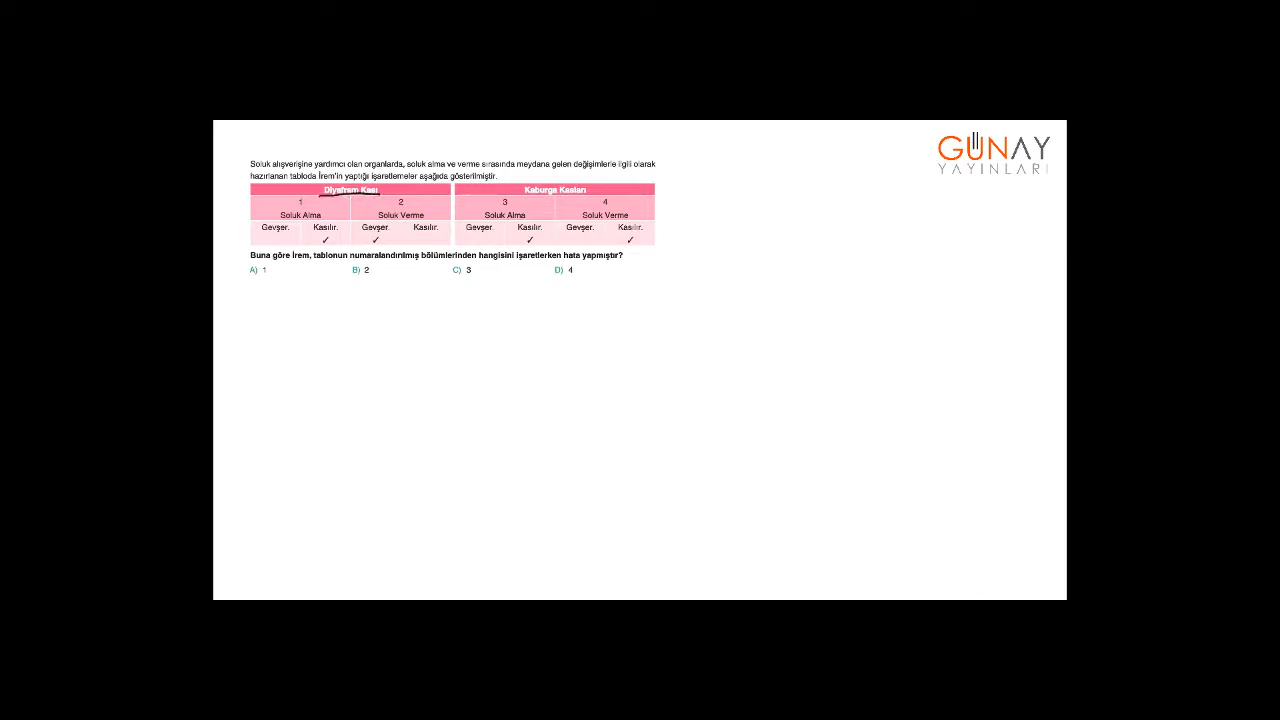 GÜNAY
YAYINLARI
Soluk alışverişine yardımcı olan organlarda, soluk alma ve verme sırasında meydana gelen değişimlerle ilgili olarak
hazırlanan tabloda İrem'in yaptığı işaretlemeler aşağıda gösterilmiştir.
Diyafram Kası Kaburga Kasları
1 2 3 4
Soluk Alma Soluk Verme Soluk Alma Soluk Verme
Gevşer. Kasılır. Gevşer. Kasılır. Gevşer. Kasılır. Gevşer. Kasılır.
✓ ✓ ✓ ✓
Buna göre İrem, tablonun numaralandırılmış bölümlerinden hangisini işaretlerken hata yapmıştır?
A) 1 B) 2 C) 3 D) 4